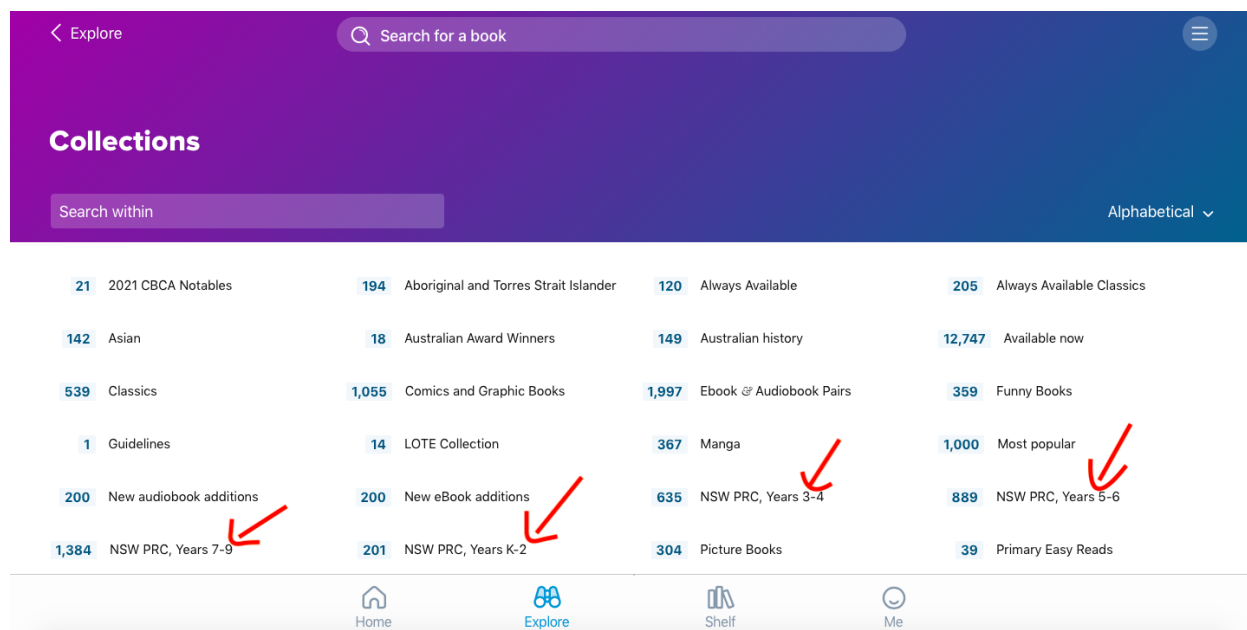 Explore
Search for a book
Collections
Search within
Alphabetical
21 2021 CBCA Notables 194 Aboriginal and Torres Strait Islander 120 Always Available 205 Always Available Classics
142 Asian 18 Australian Award Winners 149 Australian history 12,747 Available now
539 Classics 1,055 Comics and Graphic Books 1,997 Ebook & Audiobook Pairs 359 Funny Books
1 Guidelines 14 LOTE Collection 367 Manga 1,000 Most popular
200 New audiobook additions 200 New eBook additions 635 NSW PRC, Years 3-4 889 NSW PRC, Years 5-6
1,384 NSW PRC, Years 7-9 201 NSW PRC, Years K-2 304 Picture Books 39 Primary Easy Reads
Home Explore Shelf Me